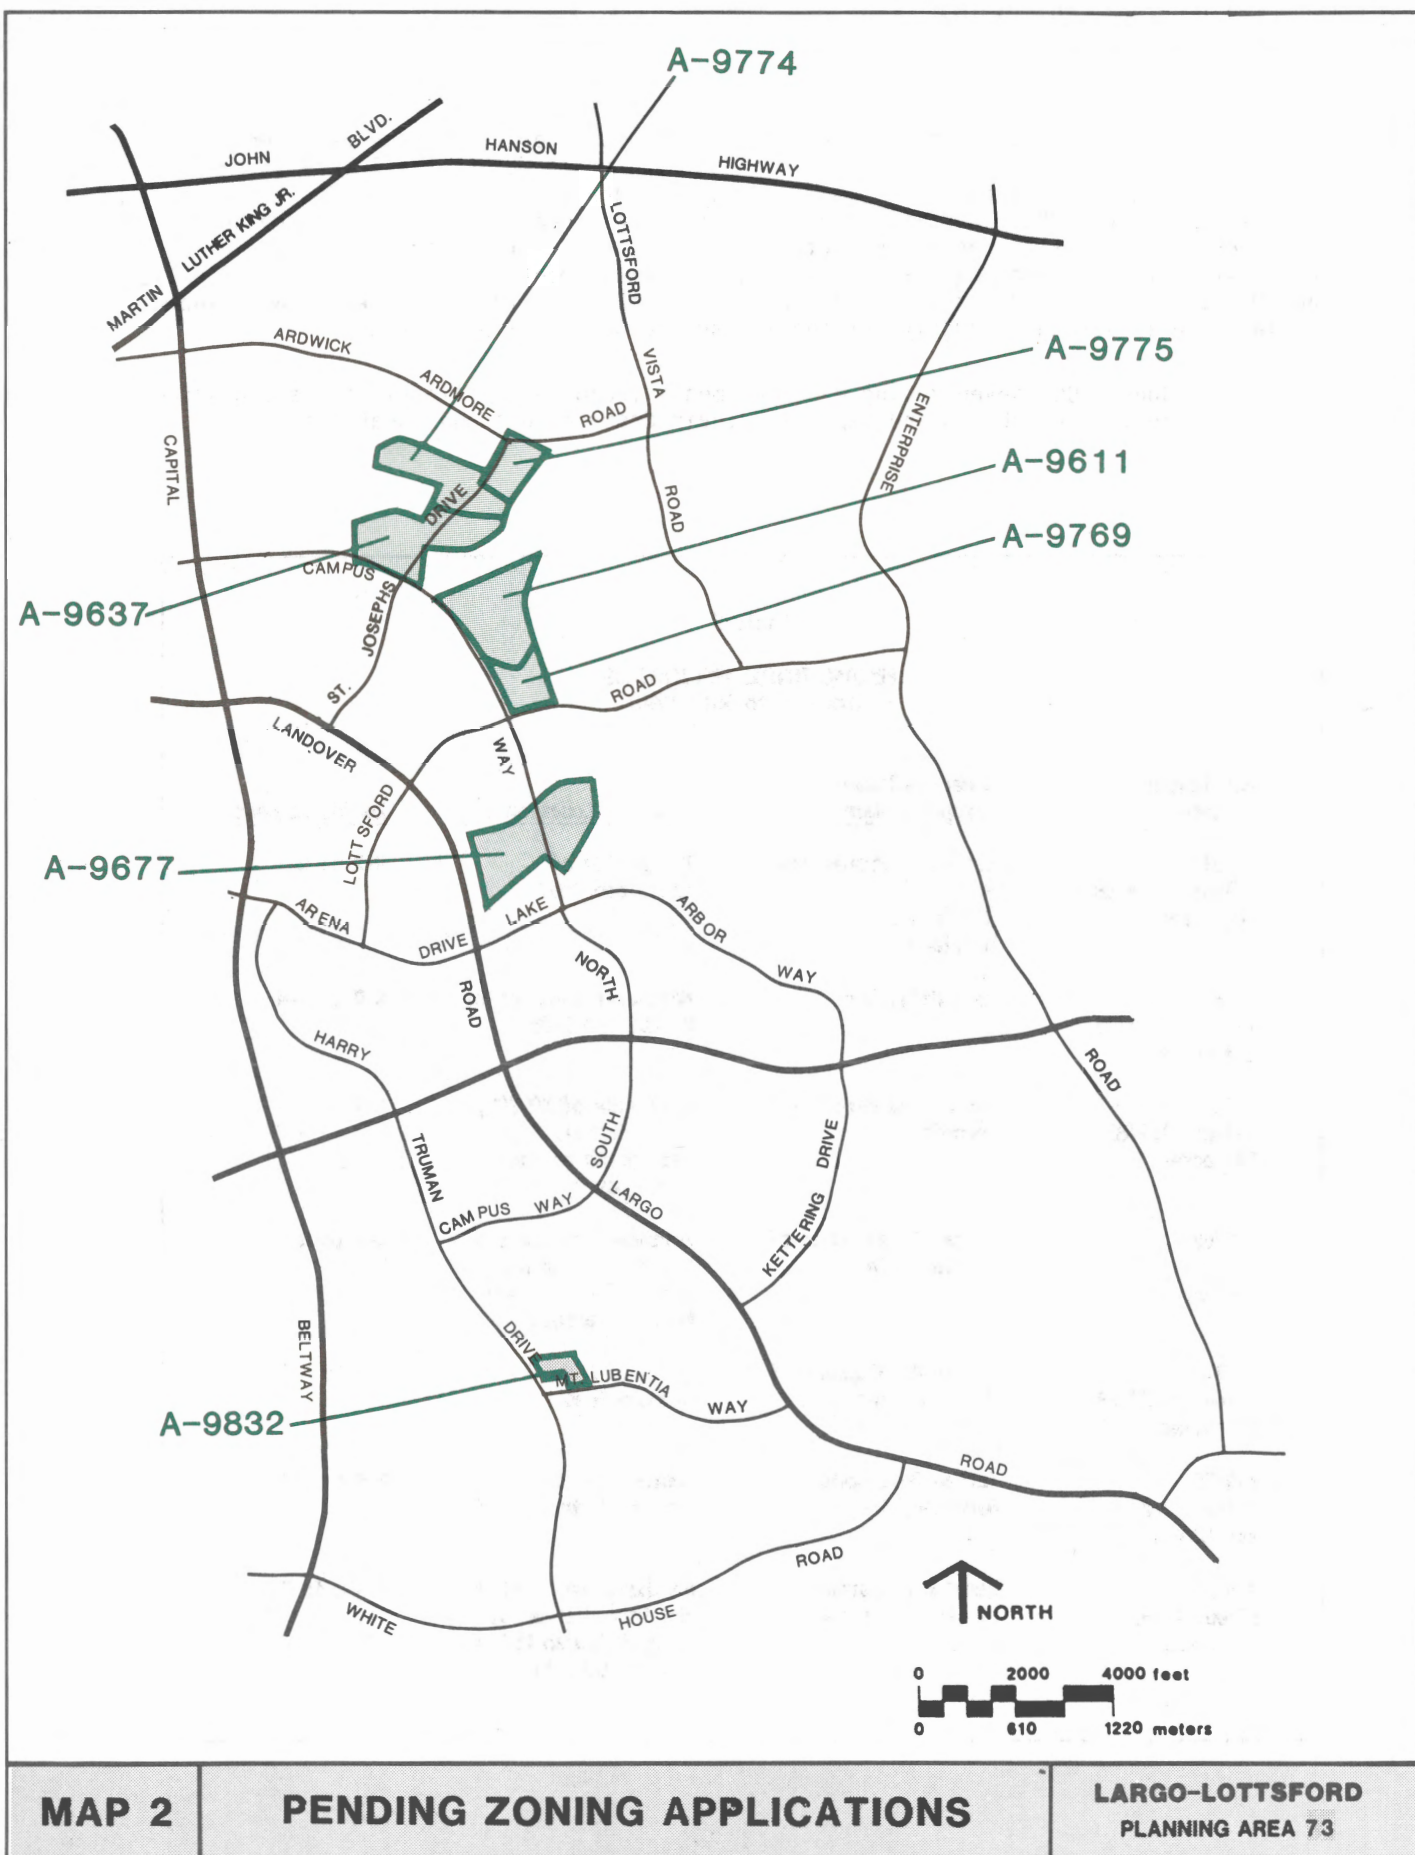 A-9774
BLVD.
JOHN
HANSON
HIGHWAY
LUTHER KING JR.
MARTIN
LOTTSFORD
ARDWICK
A-9775
VISTA
ARDMORE
ROAD
ENTERPRISE
CAPITAL
A-9611
DRIVE
ROAD
A-9769
CAMPUS
A-9637
JOSEPHS
ST.
ROAD
LANDOVER
WAY
LOTTSFORD
A-9677
ARENA
DRIVE
LAKE
ARBOR
WAY
NORTH
ROAD
HARRY
ROAD
TRUMAN
SOUTH
DRIVE
KETTERING
CAMPUS WAY
LARGO
BELTWAY
DRIVE
MT. LUBENTIA
WAY
A-9832
ROAD
ROAD
WHITE
HOUSE
NORTH
0 2000 4000 feet
0 610 1220 meters
MAP 2
PENDING ZONING APPLICATIONS
LARGO-LOTTSFORD
PLANNING AREA 73